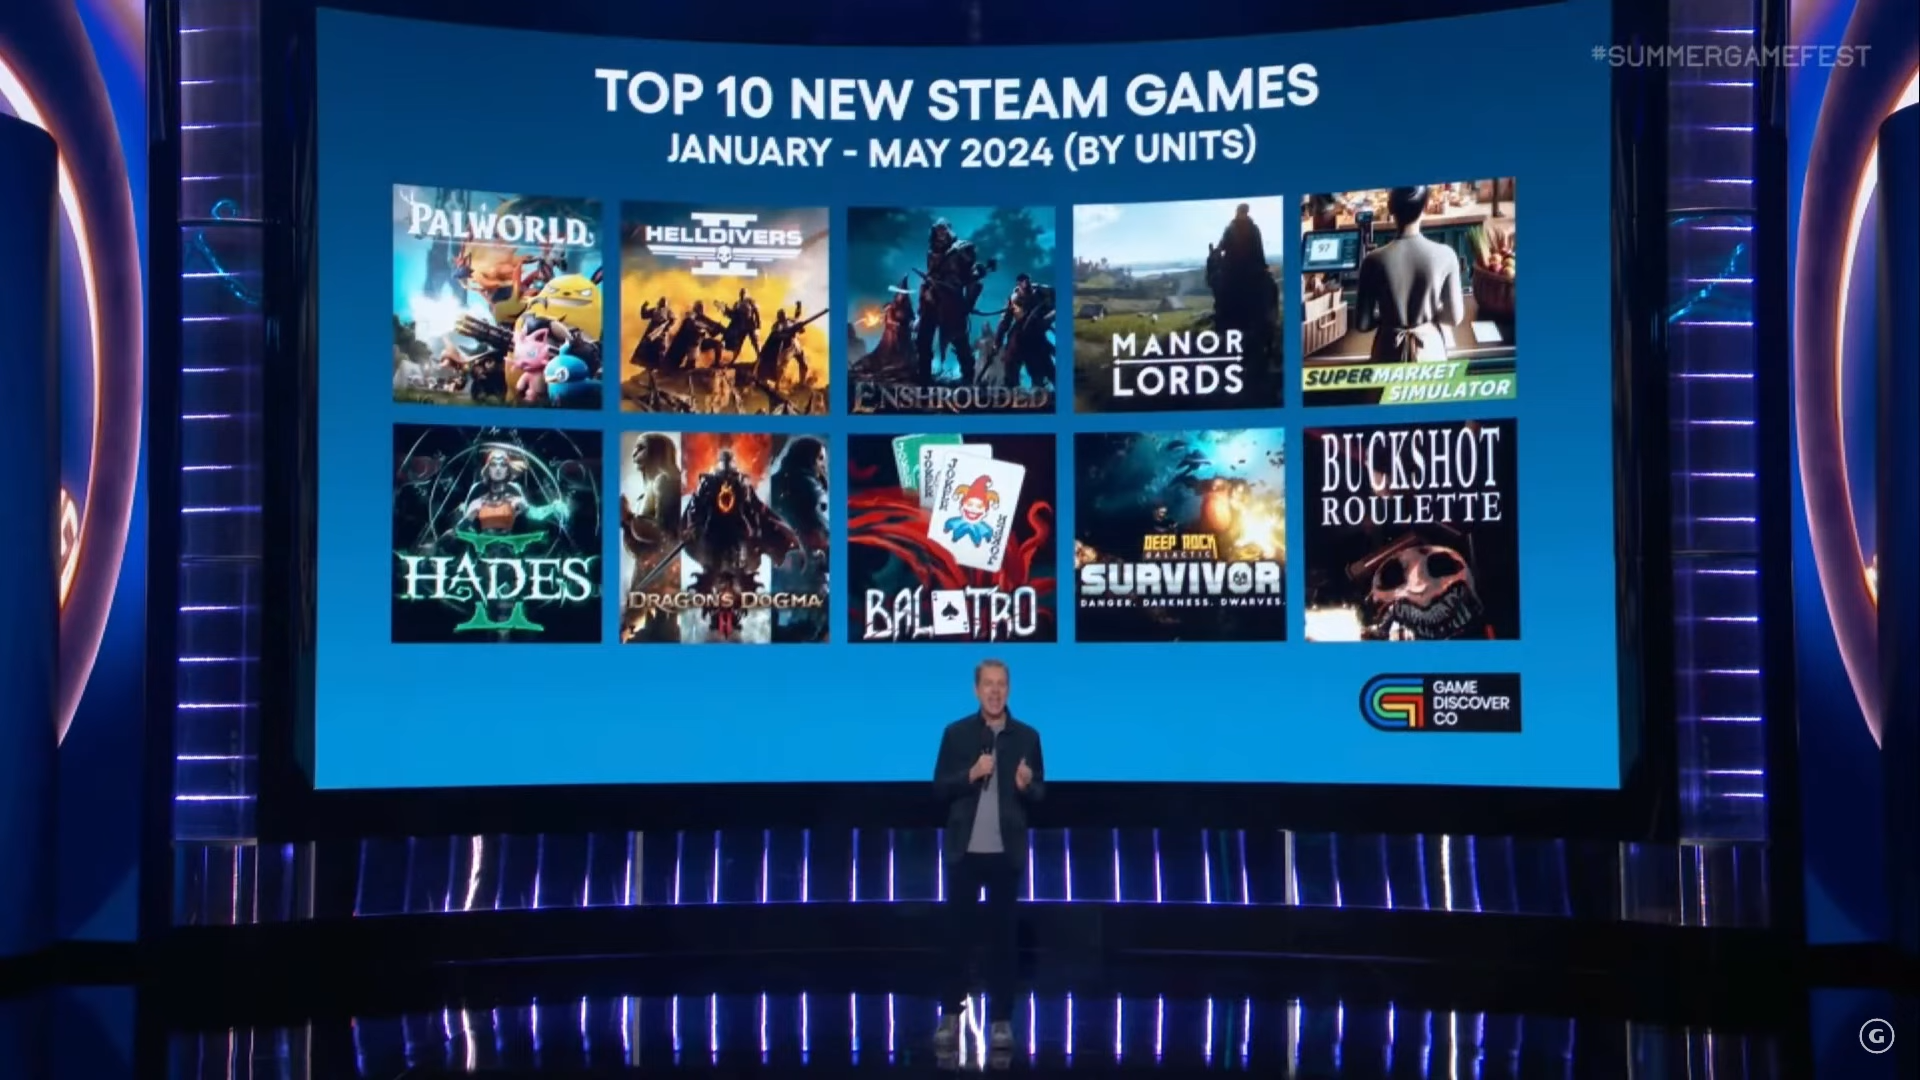 #SUMMERGAMEFEST
TOP 10 NEW STEAM GAMES
JANUARY - MAY 2024 (BY UNITS)
PALWORLD
HELLDIVERS
II
ENSHROUDED
MANOR
LORDS
97
SUPERMARKET
SIMULATOR
HADES
II
DRAGON'S DOGMA
II
JOKER
JOKER
BALATRO
DEEP ROCK
GALACTIC
SURVIVOR
DANGER. DARKNESS. DWARVES.
BUCKSHOT
ROULETTE
GAME
DISCOVER
CO
G